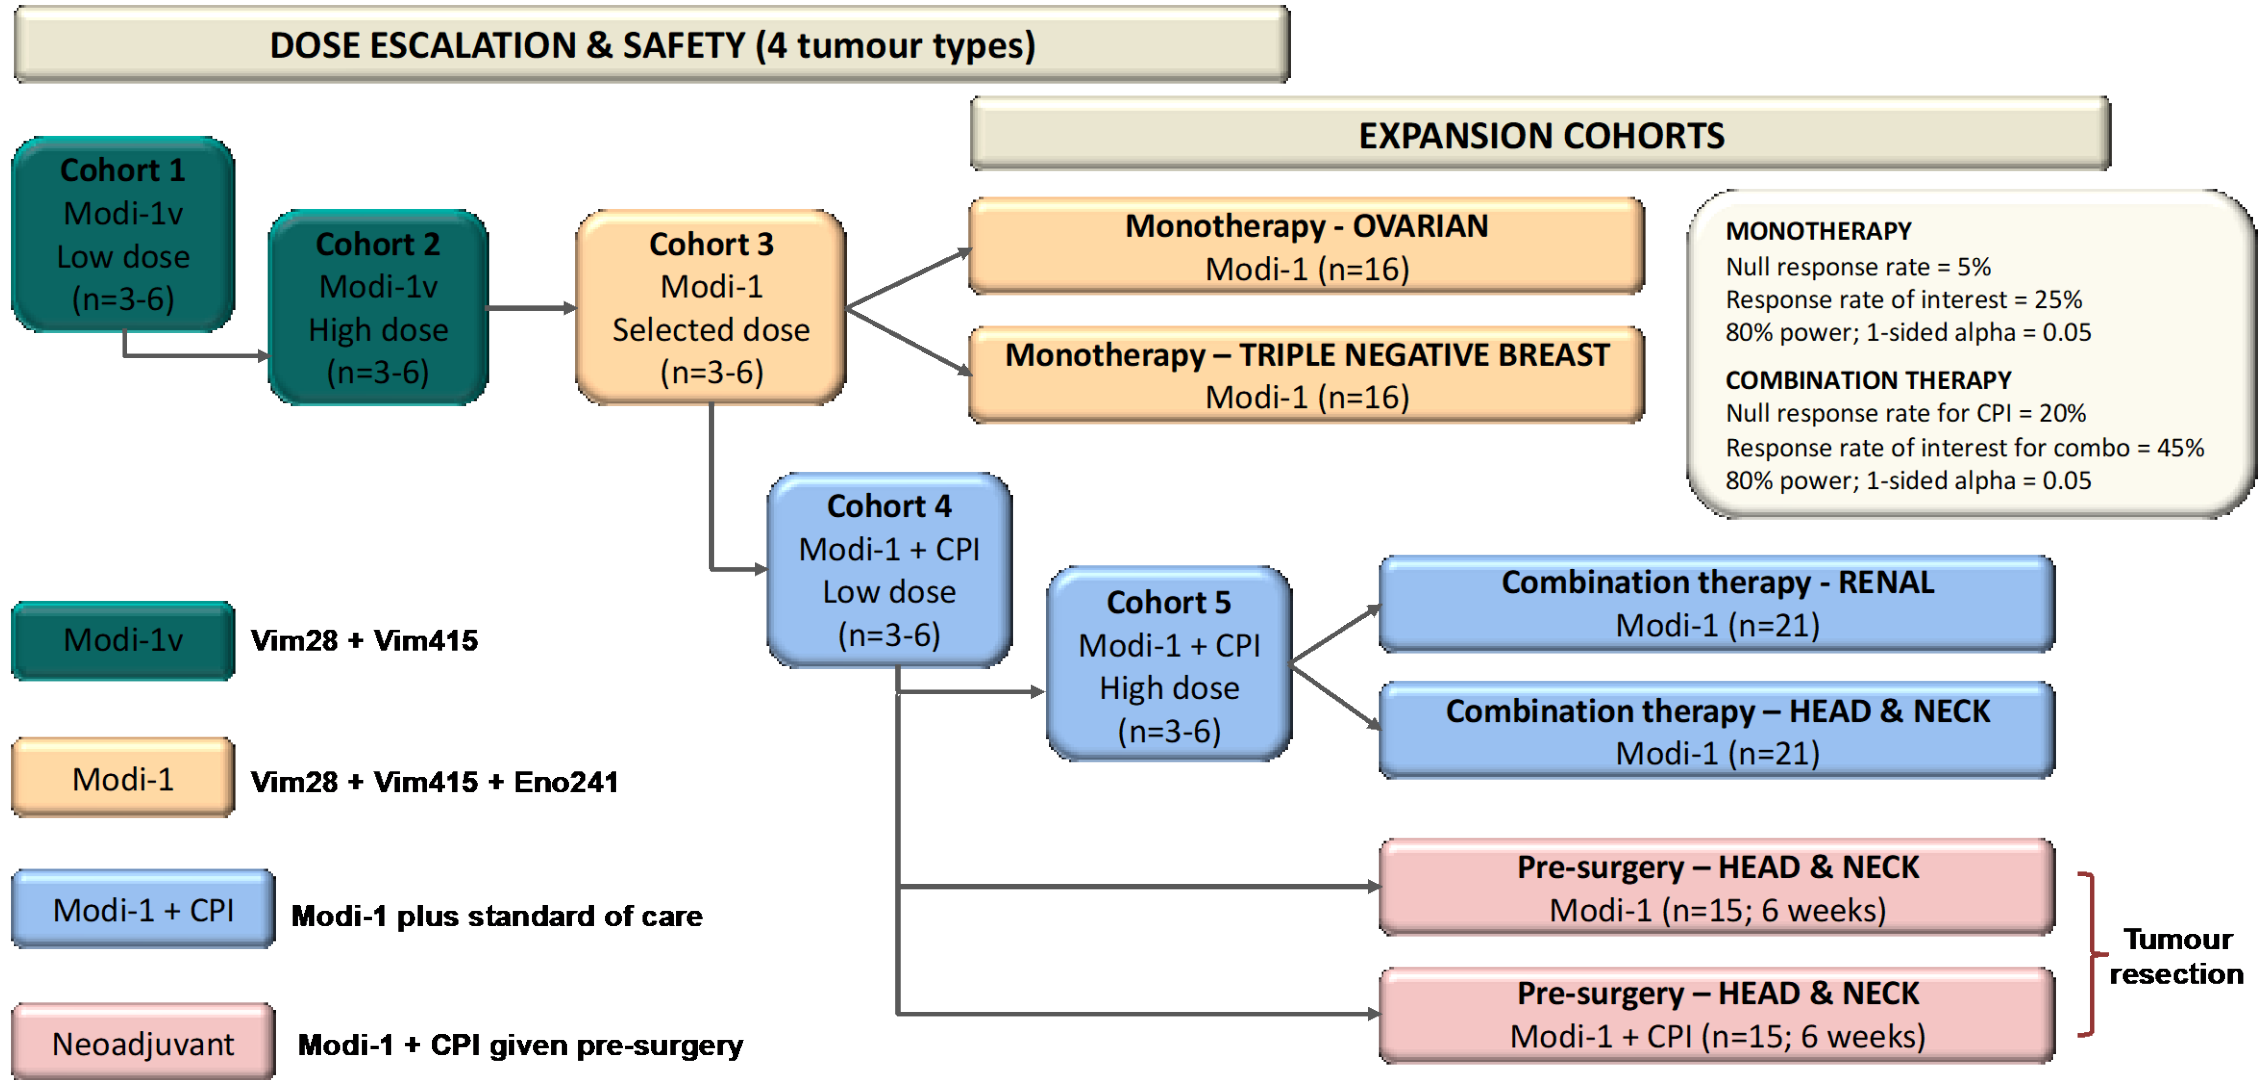 DOSE ESCALATION & SAFETY (4 tumour types)
EXPANSION COHORTS
Cohort 1
Modi-1v
Low dose
(n=3-6)
Cohort 2
Modi-1v
High dose
(n=3-6)
Cohort 3
Modi-1
Selected dose
(n=3-6)
Monotherapy - OVARIAN
Modi-1 (n=16)
Monotherapy – TRIPLE NEGATIVE BREAST
Modi-1 (n=16)
MONOTHERAPY
Null response rate = 5%
Response rate of interest = 25%
80% power; 1-sided alpha = 0.05
COMBINATION THERAPY
Null response rate for CPI = 20%
Response rate of interest for combo = 45%
80% power; 1-sided alpha = 0.05
Cohort 4
Modi-1 + CPI
Low dose
(n=3-6)
Cohort 5
Modi-1 + CPI
High dose
(n=3-6)
Combination therapy - RENAL
Modi-1 (n=21)
Combination therapy – HEAD & NECK
Modi-1 (n=21)
Pre-surgery – HEAD & NECK
Modi-1 (n=15; 6 weeks)
Pre-surgery – HEAD & NECK
Modi-1 + CPI (n=15; 6 weeks)
Tumour
resection
Modi-1v
Vim28 + Vim415
Modi-1
Vim28 + Vim415 + Eno241
Modi-1 + CPI
Modi-1 plus standard of care
Neoadjuvant
Modi-1 + CPI given pre-surgery